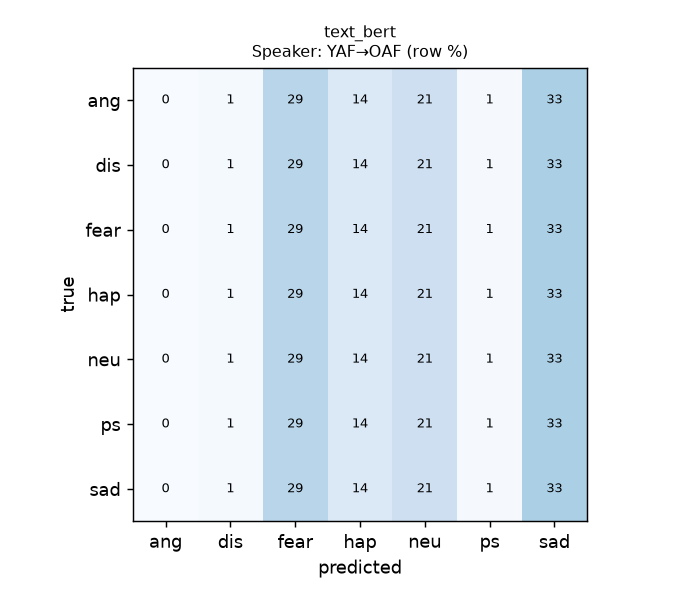 text_bert
Speaker: YAF→OAF (row %)
ang 0 1 29 14 21 1 33
dis 0 1 29 14 21 1 33
fear 0 1 29 14 21 1 33
hap 0 1 29 14 21 1 33
neu 0 1 29 14 21 1 33
ps 0 1 29 14 21 1 33
sad 0 1 29 14 21 1 33
true
ang dis fear hap neu ps sad
predicted